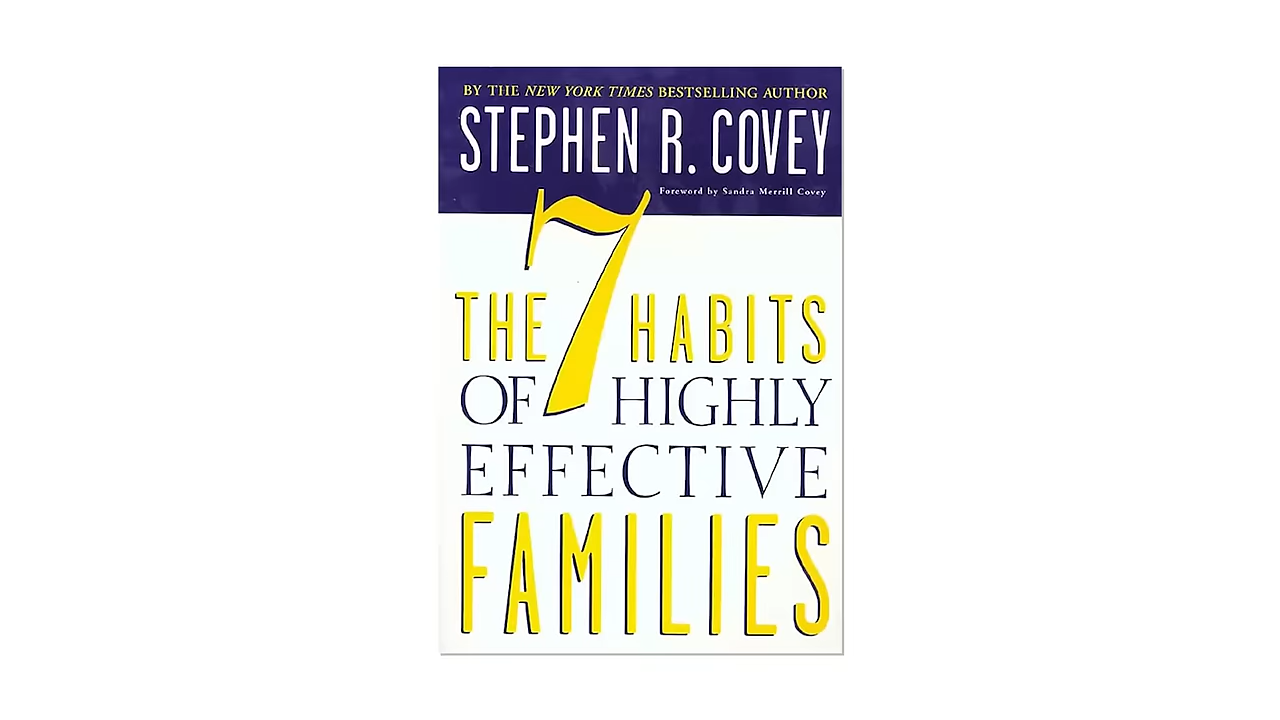 BY THE NEW YORK TIMES BESTSELLING AUTHOR
STEPHEN R. COVEY
Foreword by Sandra Merrill Covey
THE 7 HABITS
OF HIGHLY
EFFECTIVE
FAMILIES